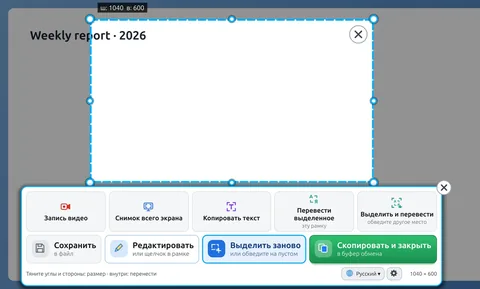 ш: 1040 в: 600
Weekly report · 2026
Запись видео
Снимок всего экрана
Копировать текст
Перевести выделенное
эту рамку
Выделить и перевести
обведите другое место
Сохранить
в файл
Редактировать
или щелчок в рамке
Выделить заново
или обведите на пустом
Скопировать и закрыть
в буфер обмена
Тяните углы и стороны: размер · внутри: перенести
Русский ▾
1040 × 600